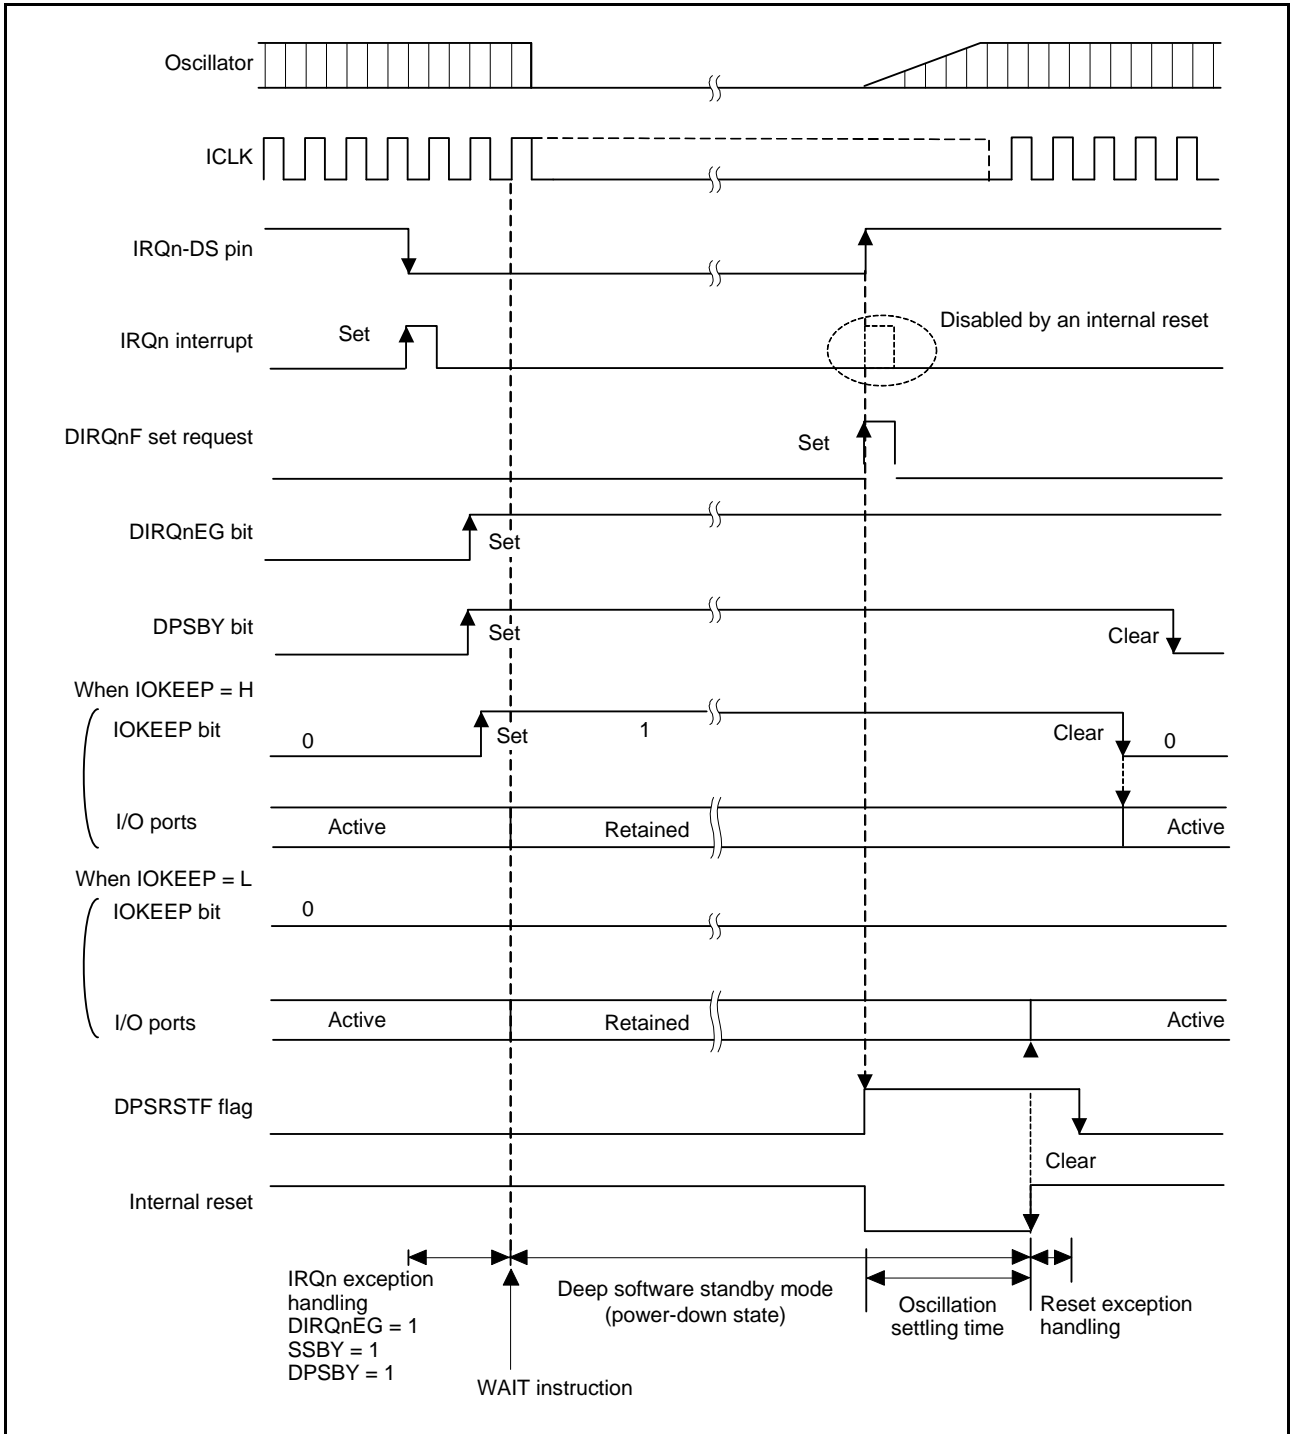 Oscillator
ICLK
IRQn-DS pin
IRQn interrupt
Set
Disabled by an internal reset
DIRQnF set request
Set
DIRQnEG bit
Set
DPSBY bit
Set
Clear
When IOKEEP = H
IOKEEP bit
0
Set
1
Clear
0
I/O ports
Active
Retained
Active
When IOKEEP = L
IOKEEP bit
0
I/O ports
Active
Retained
Active
DPSRSTF flag
Clear
Internal reset
IRQn exception
handling
DIRQnEG = 1
SSBY = 1
DPSBY = 1
WAIT instruction
Deep software standby mode
(power-down state)
Oscillation
settling time
Reset exception
handling